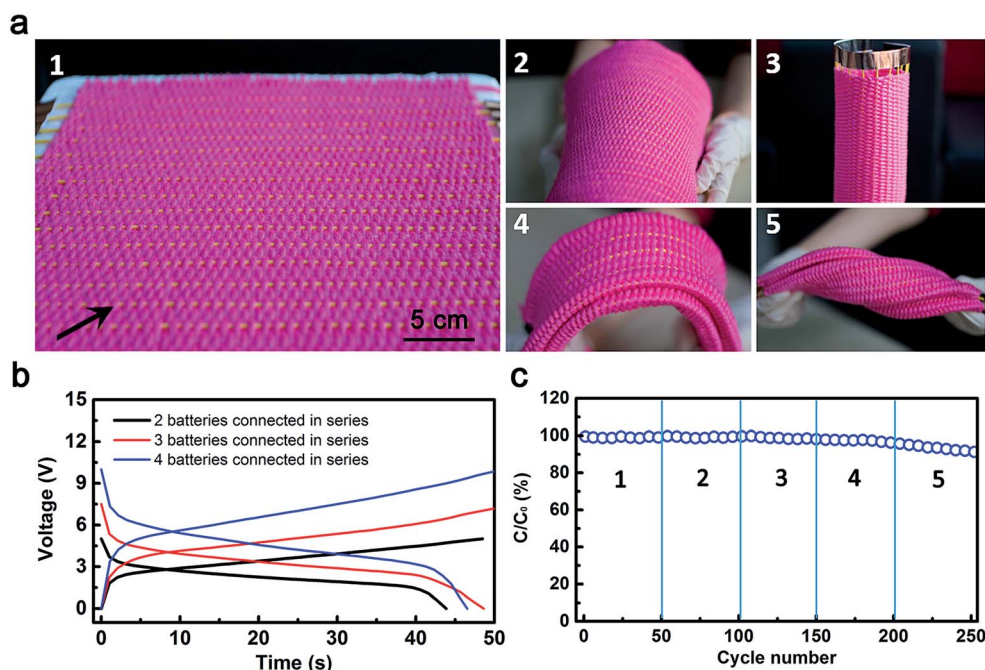 a
1
2
3
5 cm
4
5
b
15
12
9
6
3
0
Voltage (V)
2 batteries connected in series
3 batteries connected in series
4 batteries connected in series
0 10 20 30 40 50
Time (s)
c
120
100
80
60
40
20
0
C/C₀ (%)
1 2 3 4 5
0 50 100 150 200 250
Cycle number